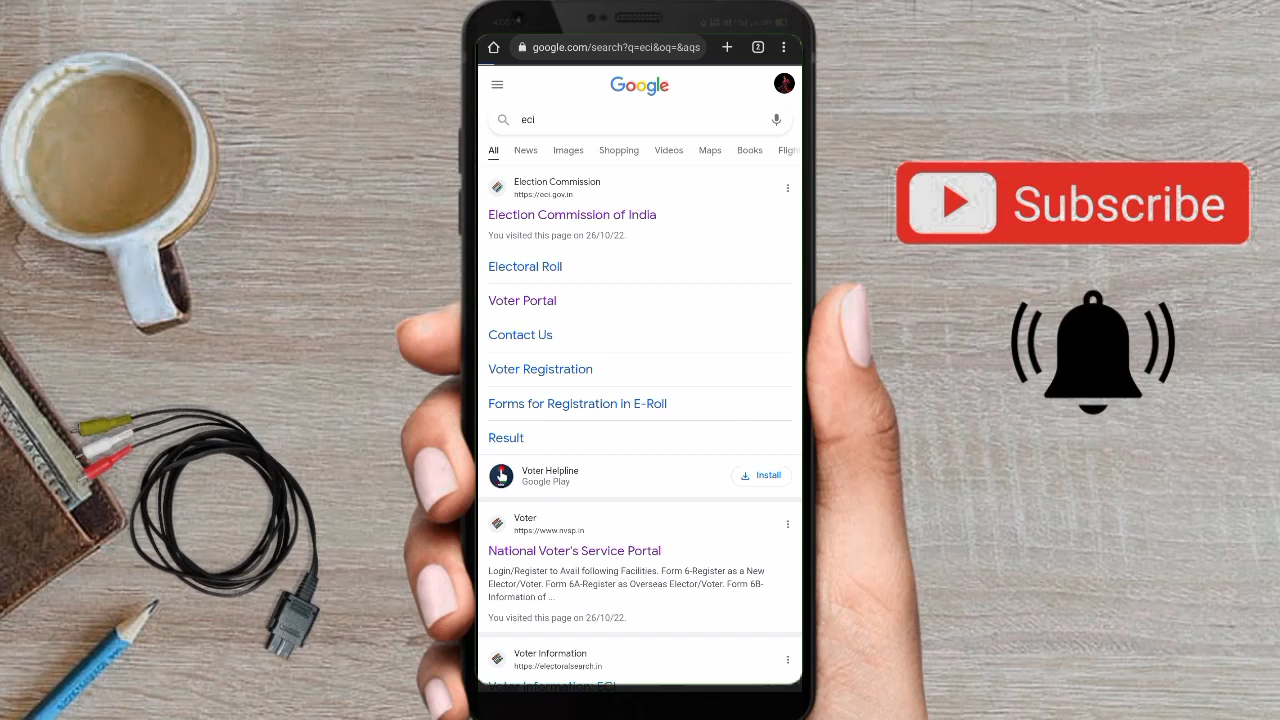 google.com/search?q=eci&oq=&aqs
2
Google
eci
All News Images Shopping Videos Maps Books Fligh
Election Commission
https://eci.gov.in
Election Commission of India
You visited this page on 26/10/22.
Electoral Roll
Voter Portal
Contact Us
Voter Registration
Forms for Registration In E-Roll
Result
Voter Helpline
Google Play
Install
Voter
https://www.nvsp.in
National Voter's Service Portal
Login/Register to Avail following Facilities. Form 6-Register as a New
Elector/Voter. Form 6A-Register as Overseas Elector/Voter. Form 6B-
Information of ...
You visited this page on 26/10/22.
Voter Information
https://electoralsearch.in
Voter Information: ECI
Subscribe